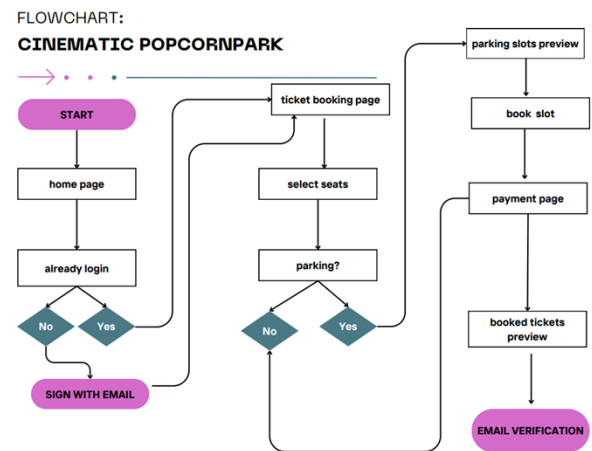 FLOWCHART:
CINEMATIC POPCORNPARK
START
home page
already login
No
Yes
SIGN WITH EMAIL
ticket booking page
select seats
parking?
No
Yes
parking slots preview
book slot
payment page
booked tickets
preview
EMAIL VERIFICATION